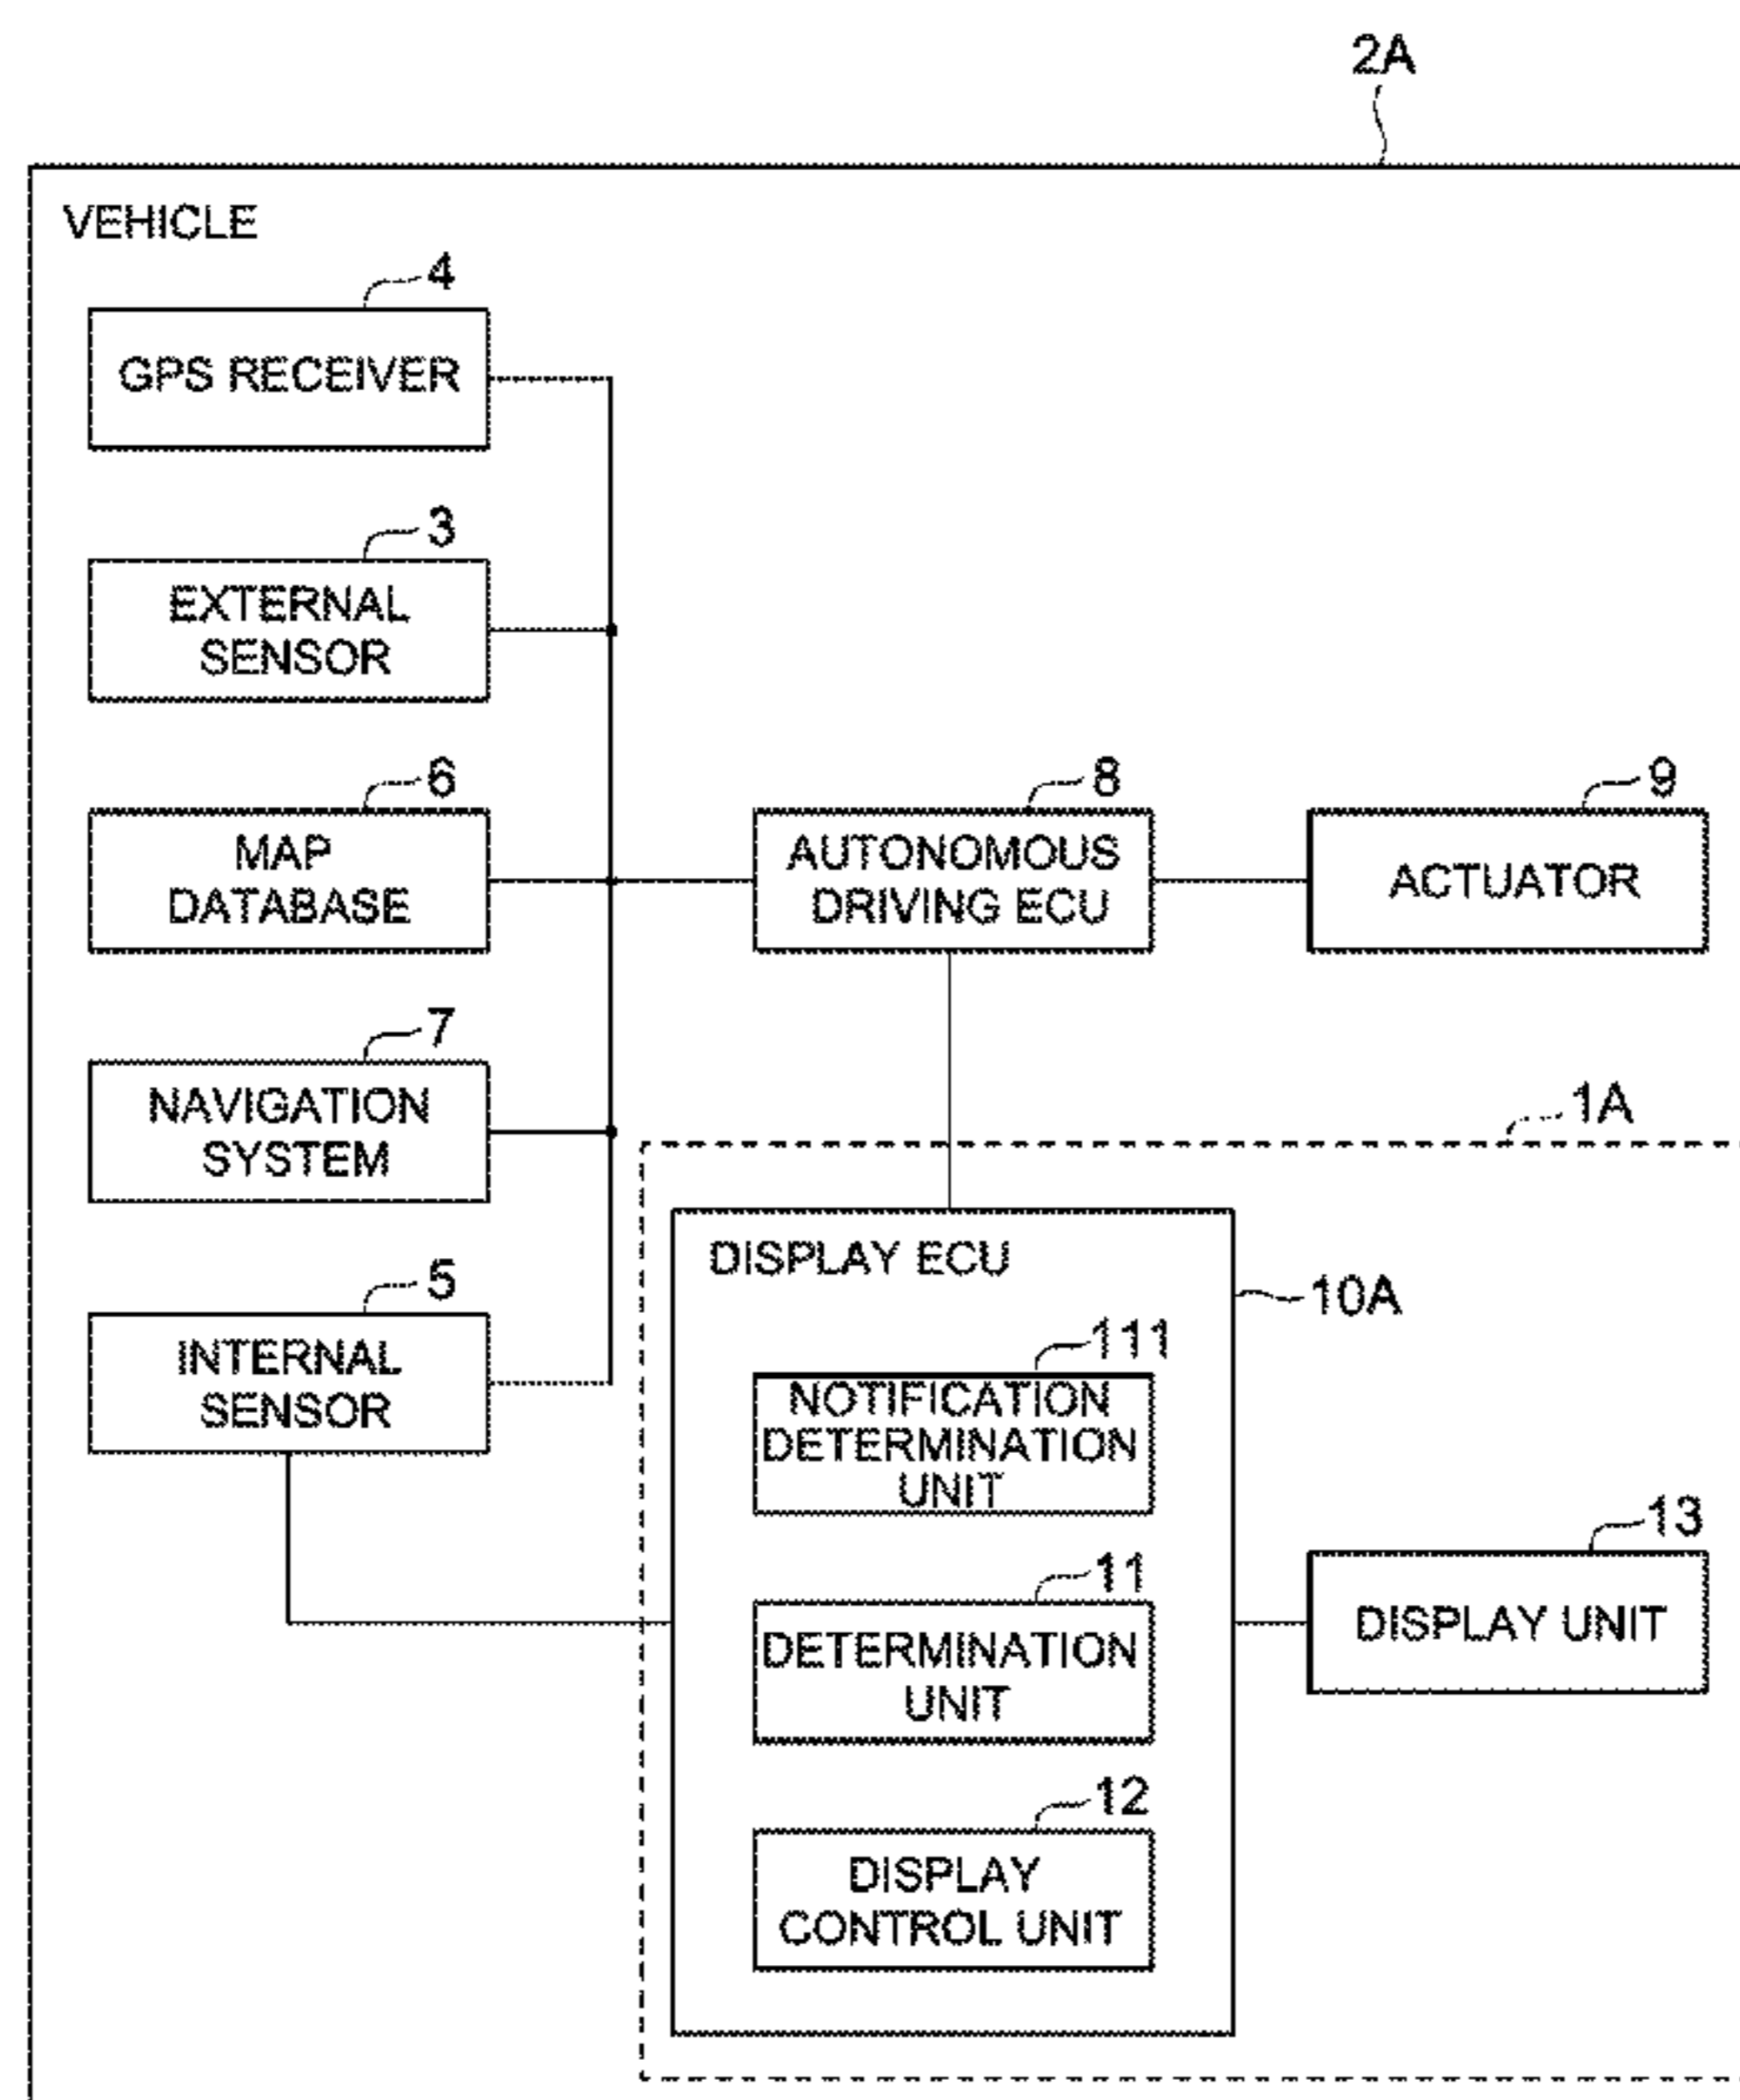 2A
VEHICLE
4
GPS RECEIVER
3
EXTERNAL
SENSOR
6
MAP
DATABASE
8
AUTONOMOUS
DRIVING ECU
9
ACTUATOR
7
NAVIGATION
SYSTEM
1A
5
INTERNAL
SENSOR
DISPLAY ECU
10A
111
NOTIFICATION
DETERMINATION
UNIT
11
DETERMINATION
UNIT
13
DISPLAY UNIT
12
DISPLAY
CONTROL UNIT